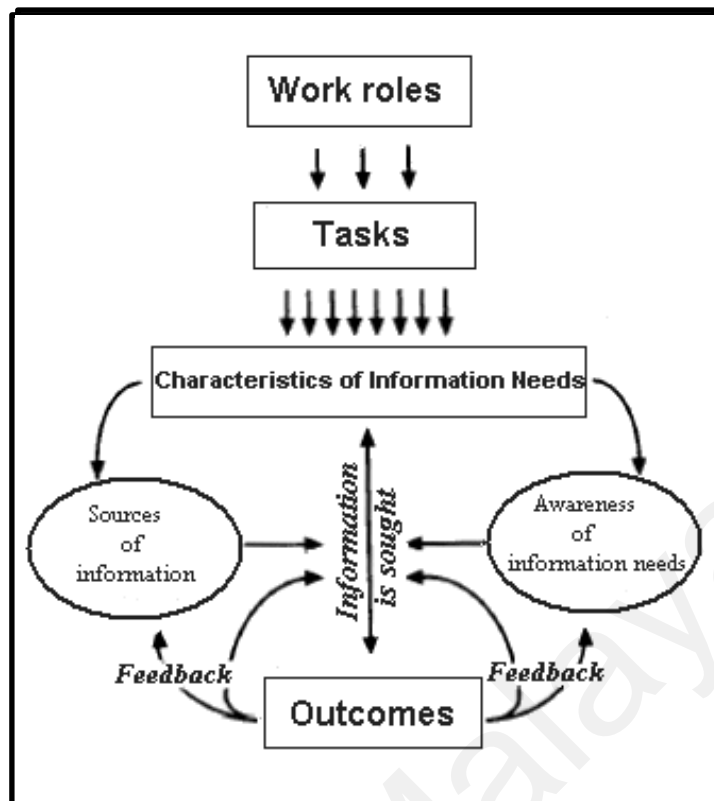 Work roles
Tasks
Characteristics of Information Needs
Sources
of
information
Information
is sought
Awareness
of
information needs
Feedback
Feedback
Outcomes
Malaya